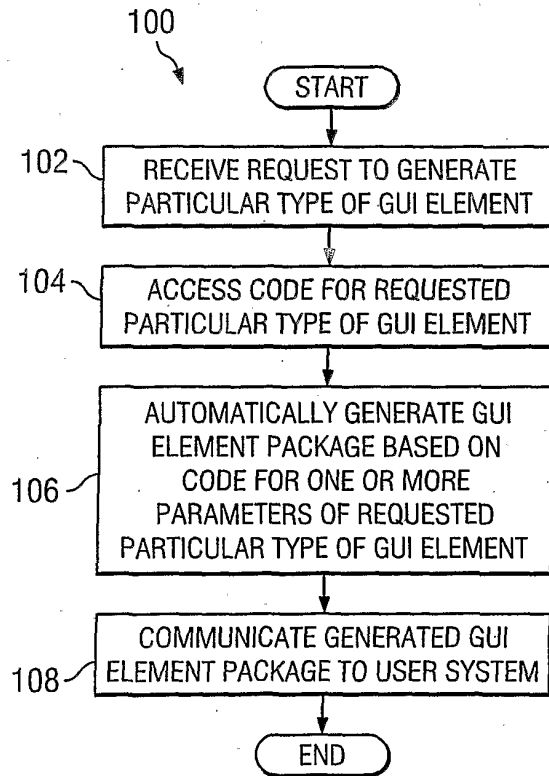 100
START
102
RECEIVE REQUEST TO GENERATE
PARTICULAR TYPE OF GUI ELEMENT
104
ACCESS CODE FOR REQUESTED
PARTICULAR TYPE OF GUI ELEMENT
106
AUTOMATICALLY GENERATE GUI
ELEMENT PACKAGE BASED ON
CODE FOR ONE OR MORE
PARAMETERS OF REQUESTED
PARTICULAR TYPE OF GUI ELEMENT
108
COMMUNICATE GENERATED GUI
ELEMENT PACKAGE TO USER SYSTEM
END